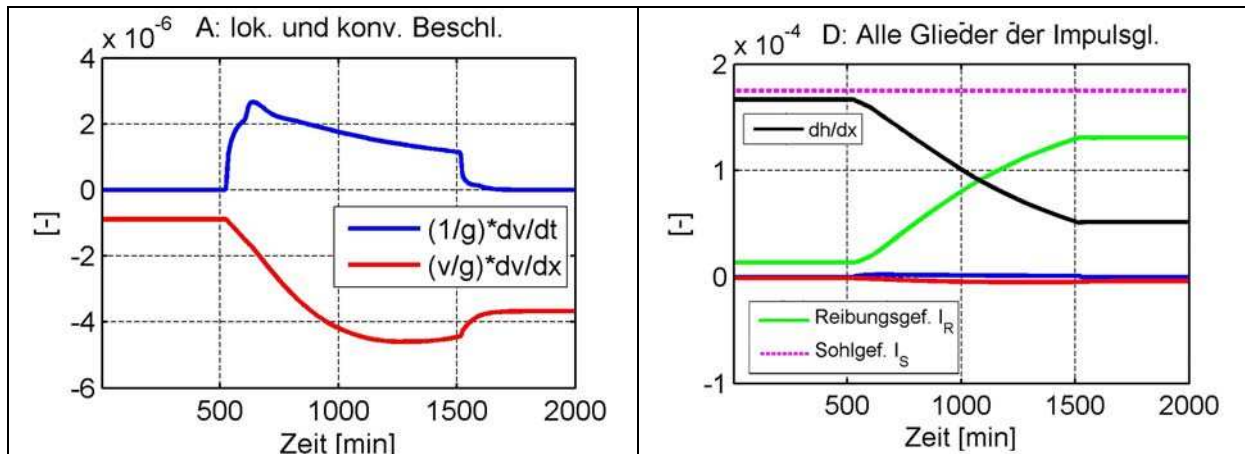 A: lok. und konv. Beschl.
x 10⁻⁶
4
2
0
-2
-4
-6
[-]
(1/g)*dv/dt
(v/g)*dv/dx
500
1000
1500
2000
Zeit [min]
D: Alle Glieder der Impulsgl.
x 10⁻⁴
2
1
0
-1
[-]
dh/dx
Reibungsgef. I_R
Sohlgef. I_S
500
1000
1500
2000
Zeit [min]